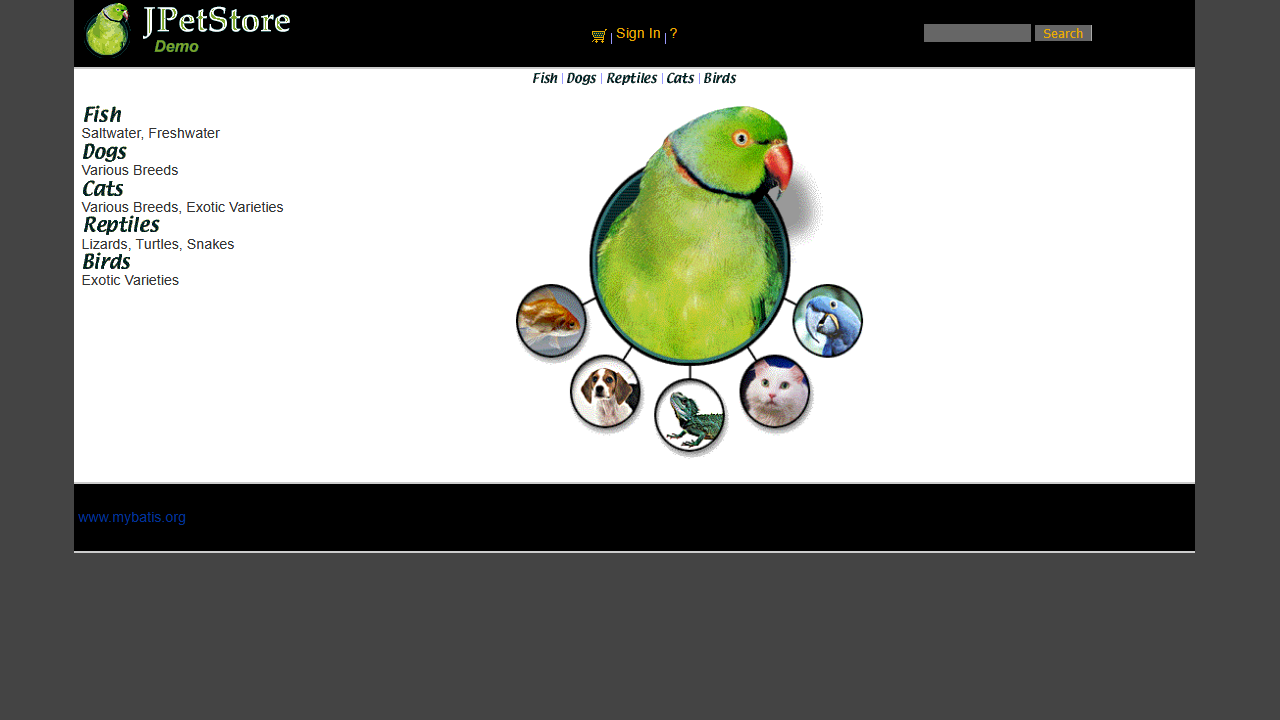 JPetStore
Demo
Sign In | ?
Search
Fish | Dogs | Reptiles | Cats | Birds
Fish
Saltwater, Freshwater
Dogs
Various Breeds
Cats
Various Breeds, Exotic Varieties
Reptiles
Lizards, Turtles, Snakes
Birds
Exotic Varieties
www.mybatis.org